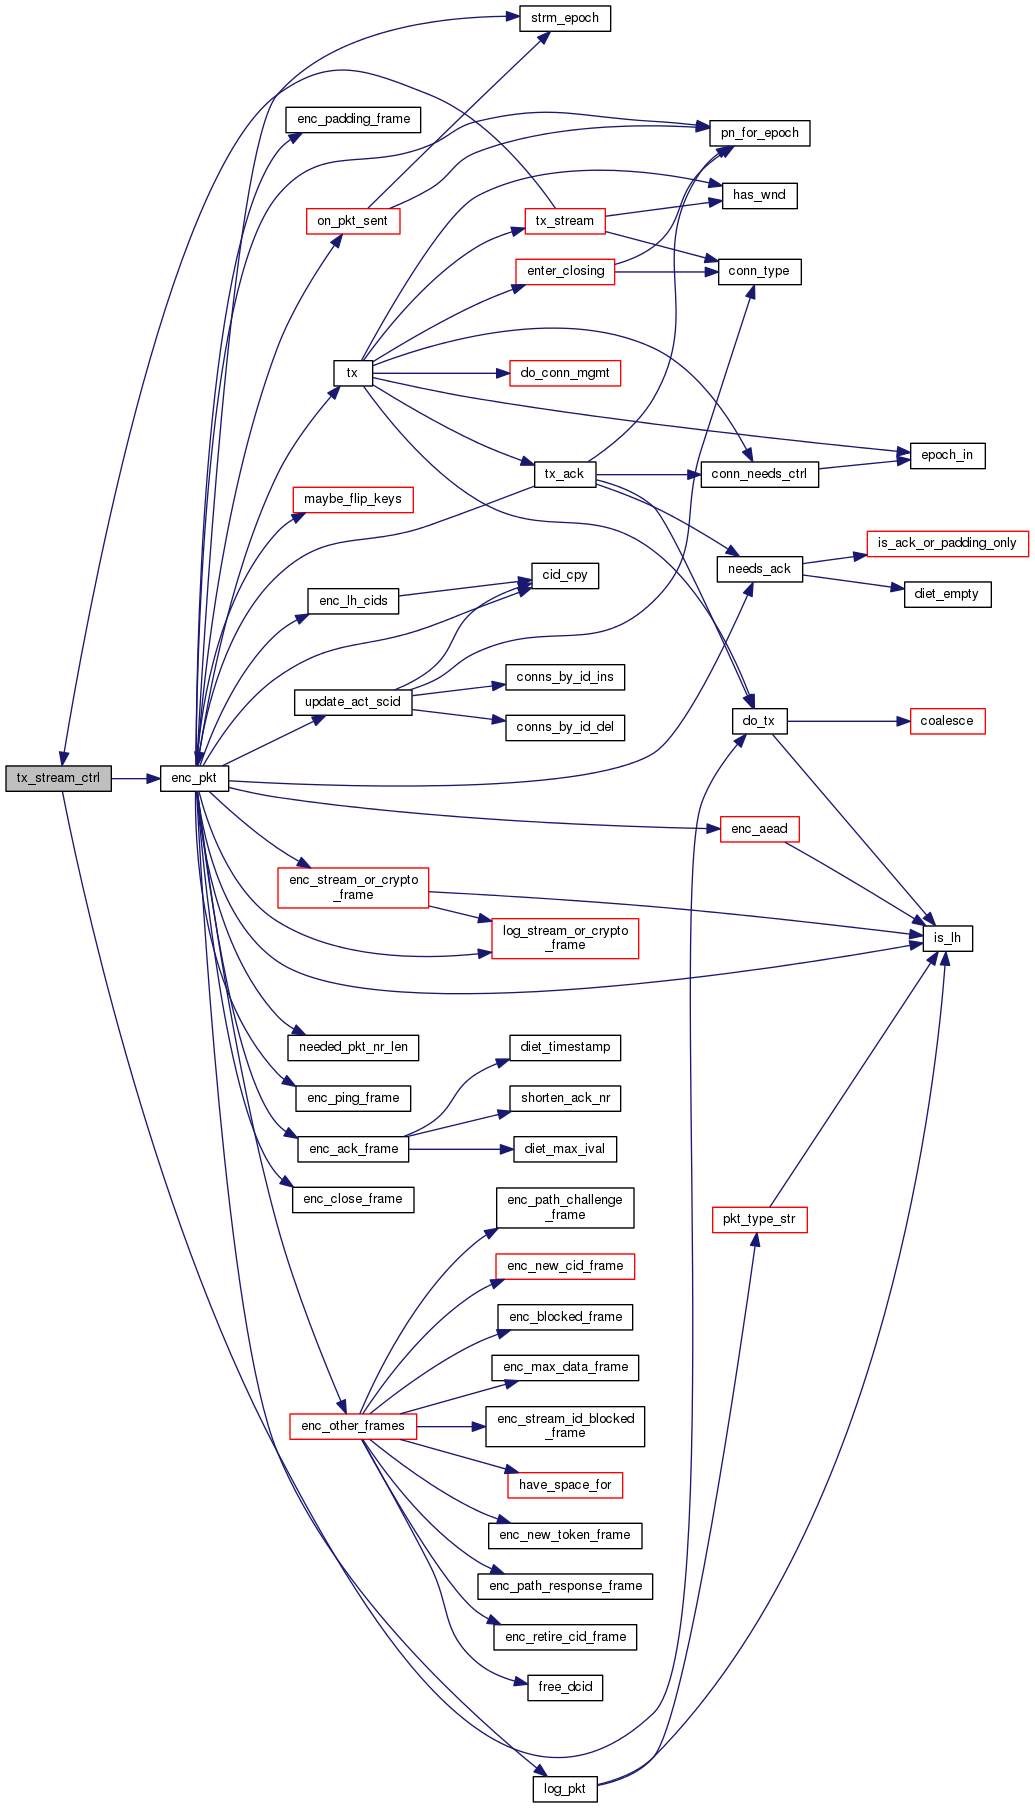 strm_epoch
enc_padding_frame
pn_for_epoch
has_wnd
on_pkt_sent
tx_stream
enter_closing
conn_type
tx
do_conn_mgmt
epoch_in
tx_ack
conn_needs_ctrl
maybe_flip_keys
is_ack_or_padding_only
needs_ack
cid_cpy
diet_empty
enc_lh_cids
conns_by_id_ins
update_act_scid
conns_by_id_del
do_tx
coalesce
tx_stream_ctrl
enc_pkt
enc_aead
enc_stream_or_crypto
_frame
log_stream_or_crypto
_frame
is_lh
needed_pkt_nr_len
diet_timestamp
enc_ping_frame
shorten_ack_nr
enc_ack_frame
diet_max_ival
enc_close_frame
enc_path_challenge
_frame
pkt_type_str
enc_new_cid_frame
enc_blocked_frame
enc_max_data_frame
enc_other_frames
enc_stream_id_blocked
_frame
have_space_for
enc_new_token_frame
enc_path_response_frame
enc_retire_cid_frame
free_dcid
log_pkt